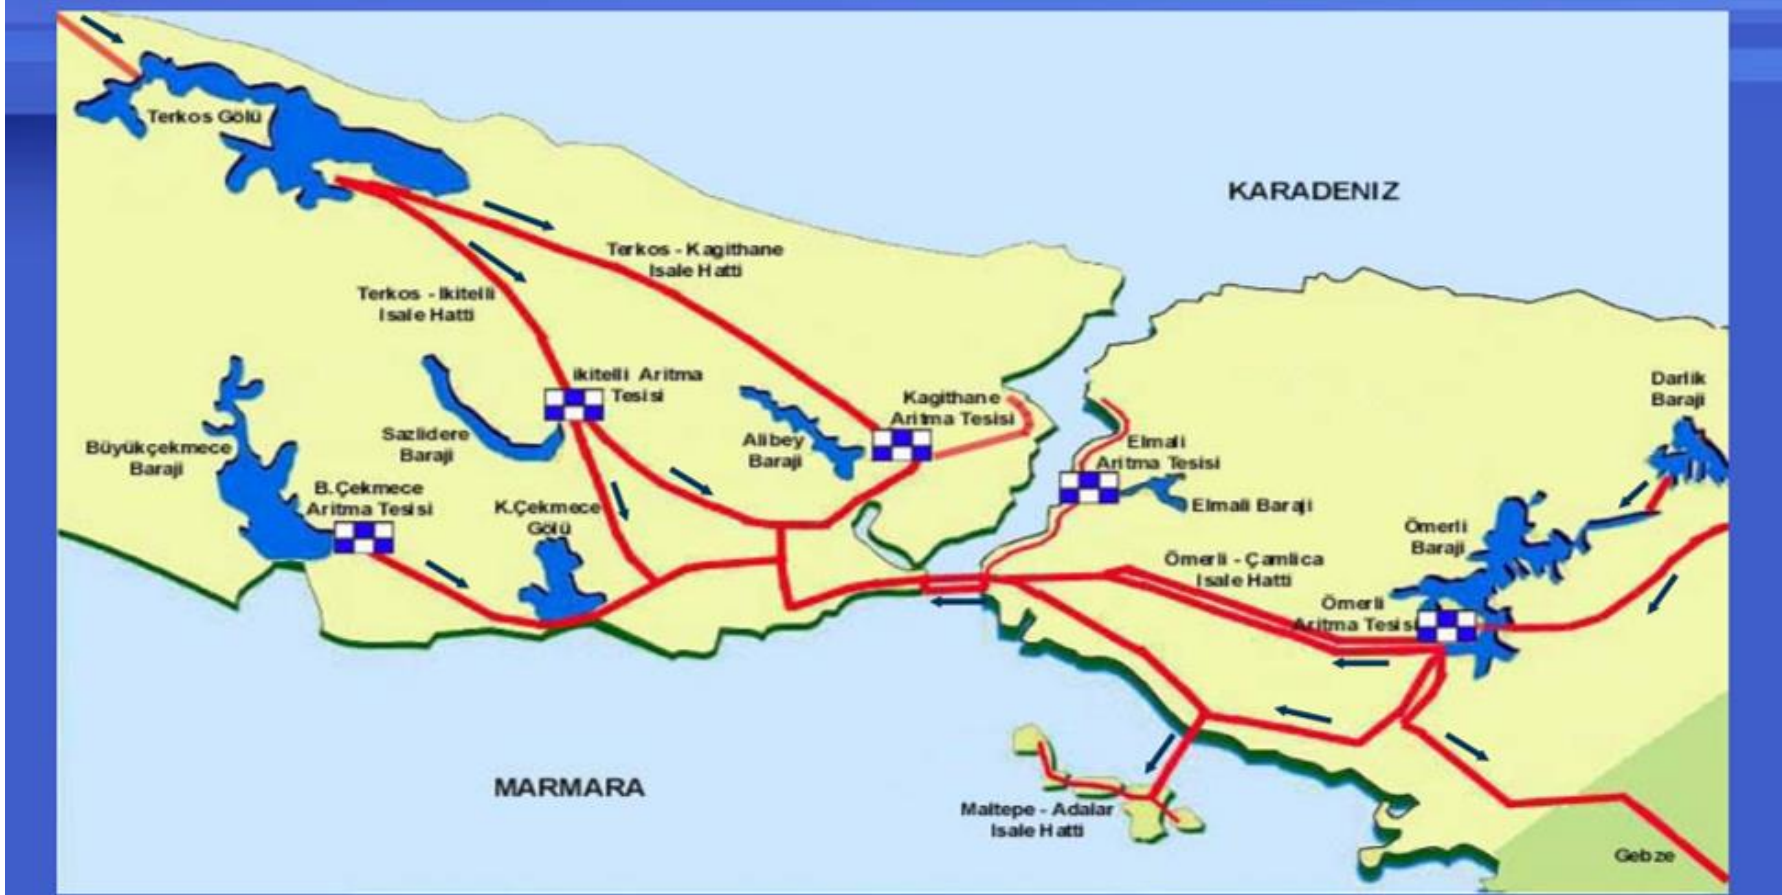 Terkos Gölü
KARADENIZ
Terkos - Kagithane
Isale Hatti
Terkos - Ikitelli
Isale Hatti
ikitelli Aritma
Tesisi
Kagithane
Aritma Tesisi
Darlik
Baraji
Sazlidere
Baraji
Alibey
Baraji
Elmali
Aritma Tesisi
Büyükçekmece
Baraji
B.Çekmece
Aritma Tesisi
K.Çekmece
Gölü
Elmali Baraji
Ömerli
Baraji
Ömerli - Çamlica
Isale Hatti
Ömerli
Aritma Tesisi
MARMARA
Maltepe - Adalar
Isale Hatti
Gebze